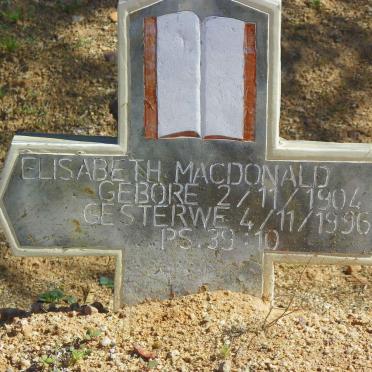 ELISABETH MACDONALD
GEBORE 2/11/1904
GESTERWE 4/11/1996
PS.39:10